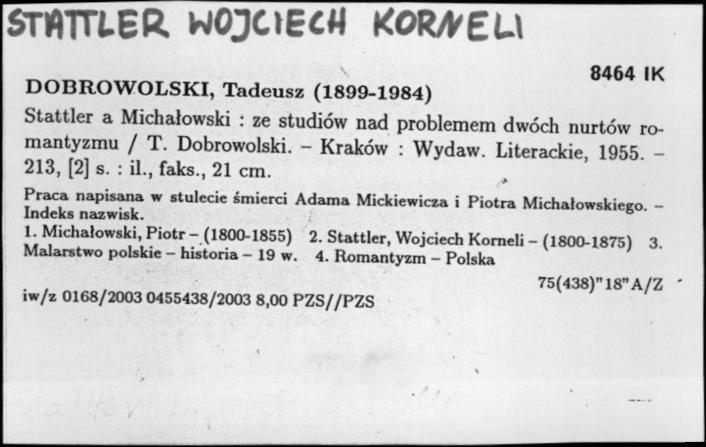 STATTLER WOJCIECH KORNELI
8464 IK
DOBROWOLSKI, Tadeusz (1899-1984)
Stattler a Michałowski : ze studiów nad problemem dwóch nurtów ro-
mantyzmu / T. Dobrowolski. – Kraków : Wydaw. Literackie, 1955. –
213, [2] s. : il., faks., 21 cm.
Praca napisana w stulecie śmierci Adama Mickiewicza i Piotra Michałowskiego. –
Indeks nazwisk.
1. Michałowski, Piotr – (1800-1855) 2. Stattler, Wojciech Korneli – (1800-1875) 3.
Malarstwo polskie – historia – 19 w. 4. Romantyzm – Polska
75(438)"18"A/Z
iw/z 0168/2003 0455438/2003 8,00 PZS//PZS
Stattler